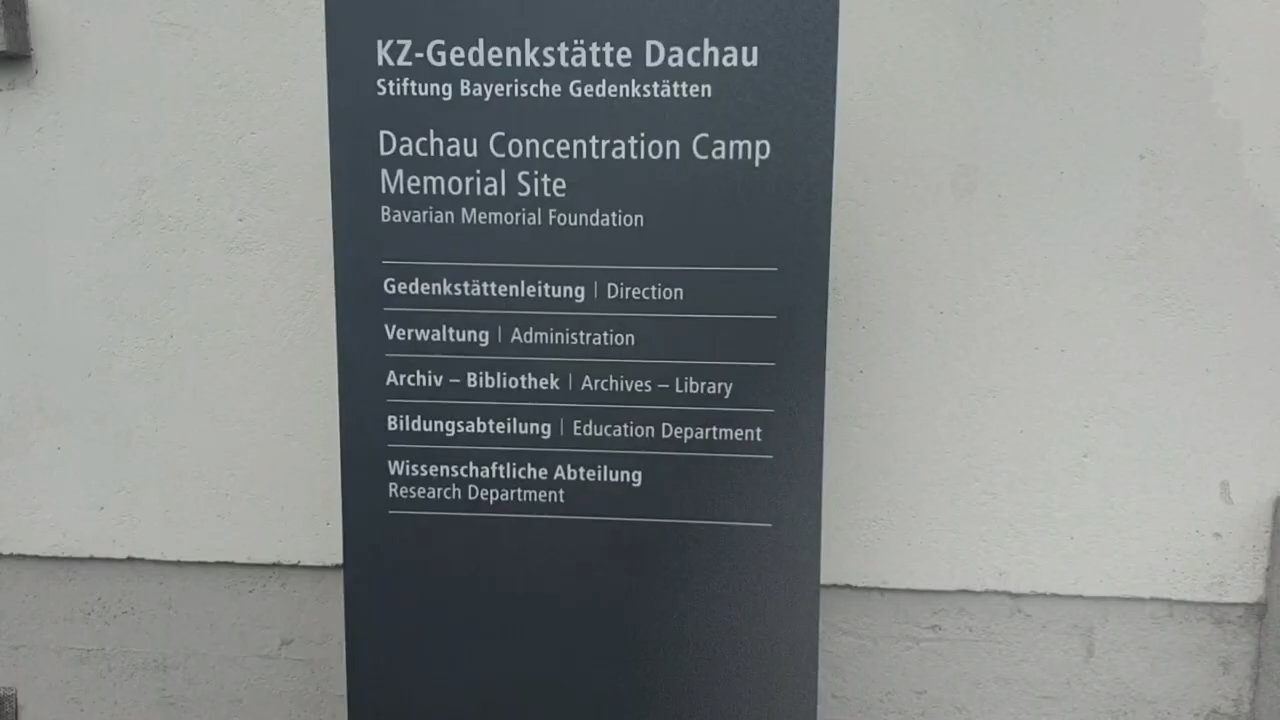 KZ-Gedenkstätte Dachau
Stiftung Bayerische Gedenkstätten
Dachau Concentration Camp
Memorial Site
Bavarian Memorial Foundation
Gedenkstättenleitung | Direction
Verwaltung | Administration
Archiv – Bibliothek | Archives – Library
Bildungsabteilung | Education Department
Wissenschaftliche Abteilung
Research Department